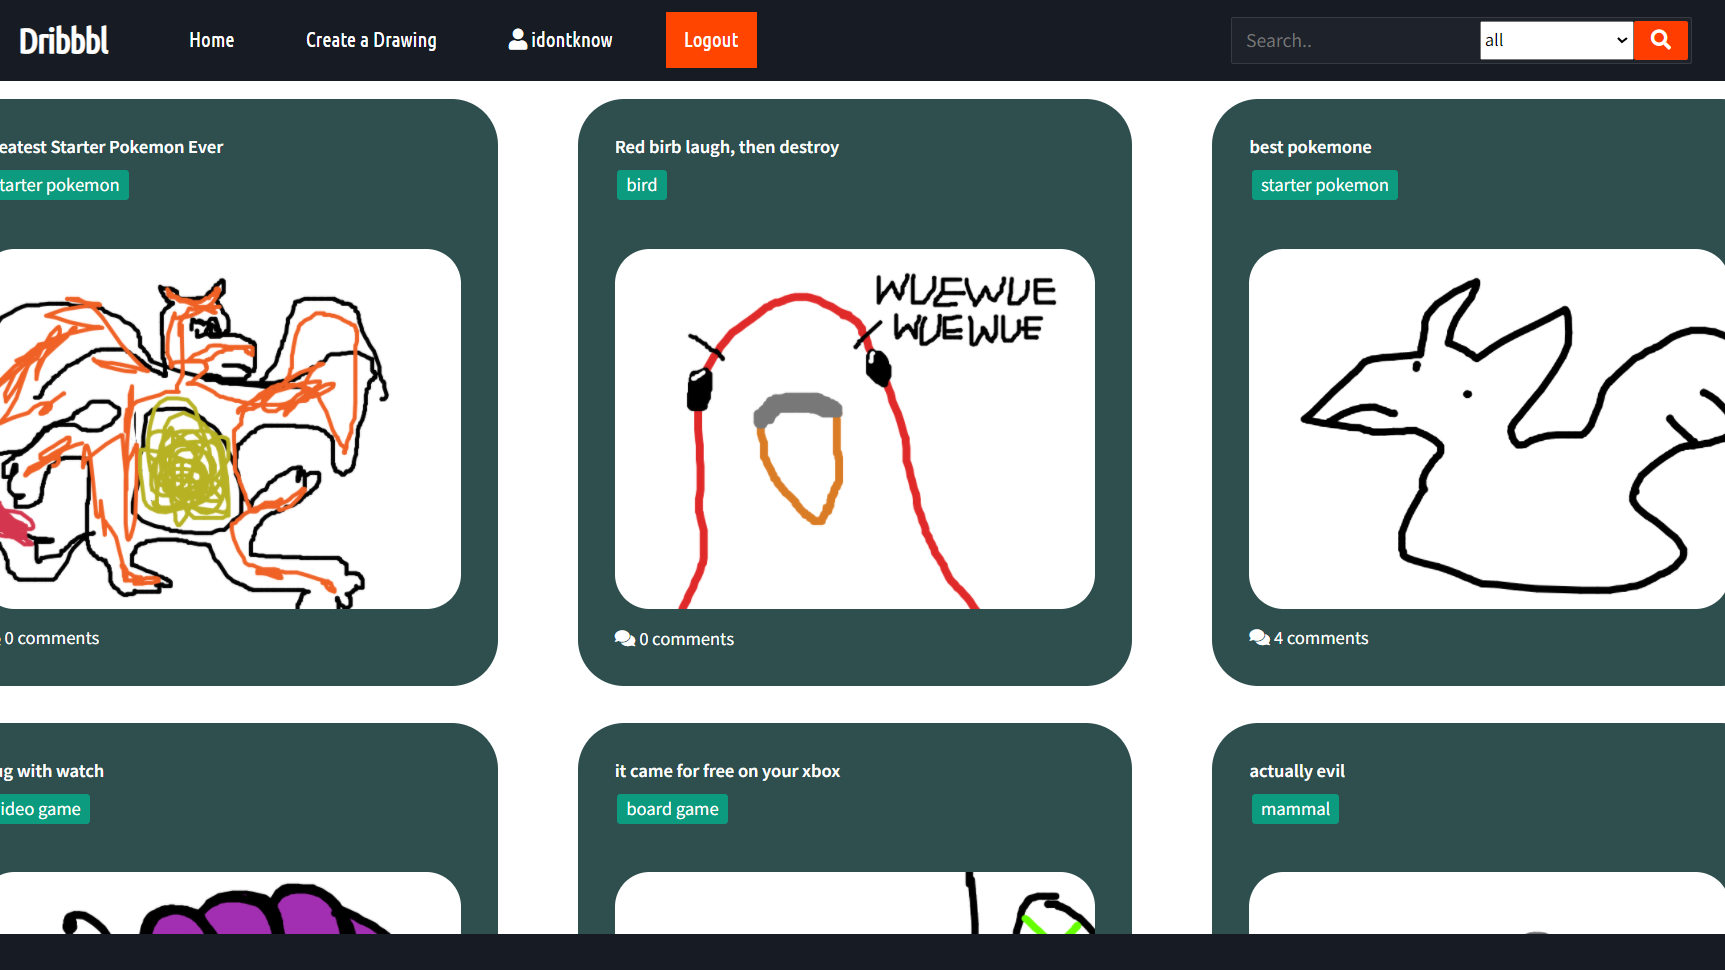 Dribbbl
Home
Create a Drawing
idontknow
Logout
Search..
all
eatest Starter Pokemon Ever
tarter pokemon
0 comments
Red birb laugh, then destroy
bird
WUEWUE
WUEWUE
0 comments
best pokemone
starter pokemon
4 comments
g with watch
ideo game
it came for free on your xbox
board game
actually evil
mammal